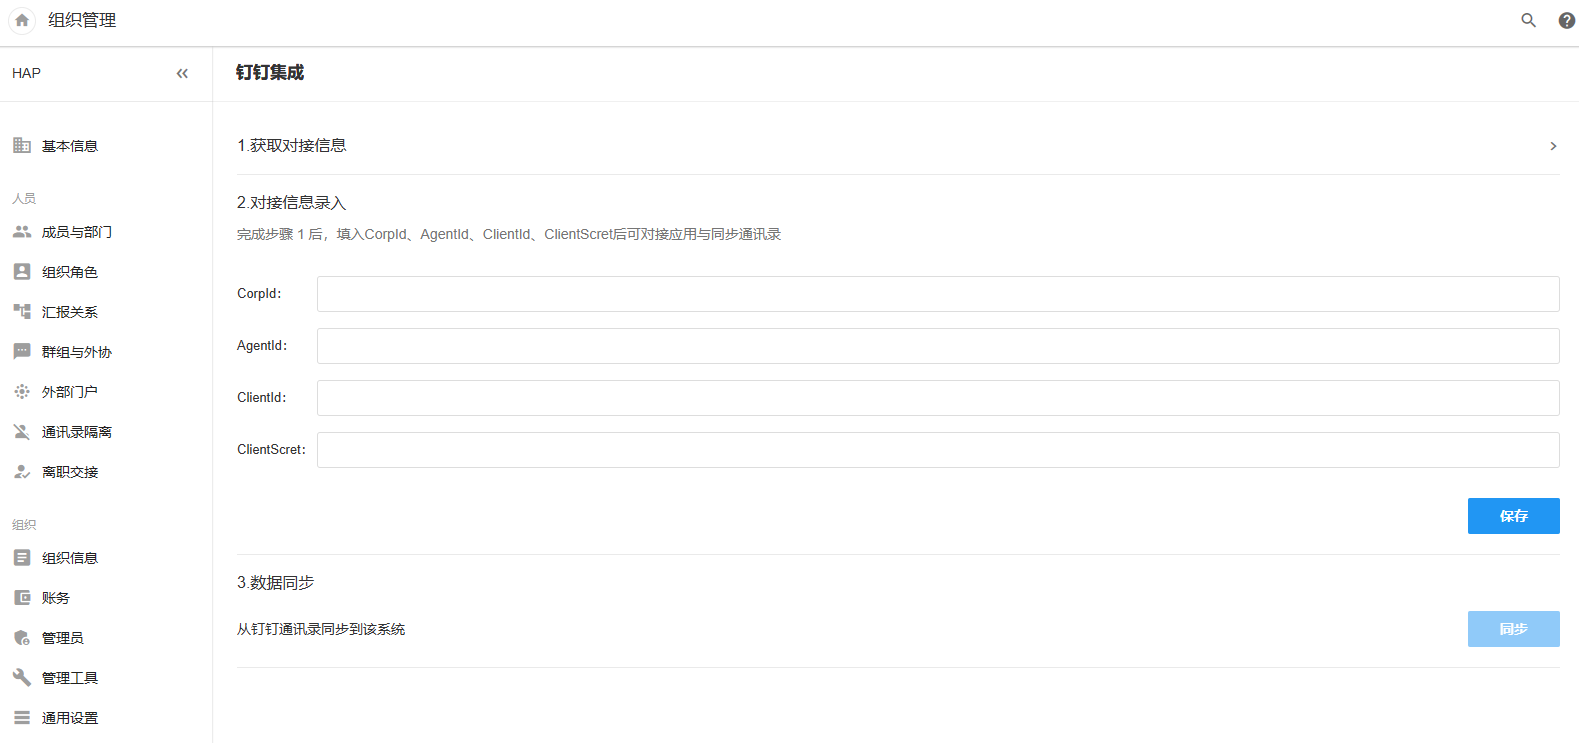 组织管理
HAP
钉钉集成
基本信息
人员
成员与部门
组织角色
汇报关系
群组与外协
外部门户
通讯录隔离
离职交接
组织
组织信息
账务
管理员
管理工具
通用设置
1.获取对接信息
2.对接信息录入
完成步骤 1 后，填入CorpId、AgentId、ClientId、ClientScret后可对接应用与同步通讯录
CorpId：
AgentId：
ClientId：
ClientScret：
保存
3.数据同步
从钉钉通讯录同步到该系统
同步